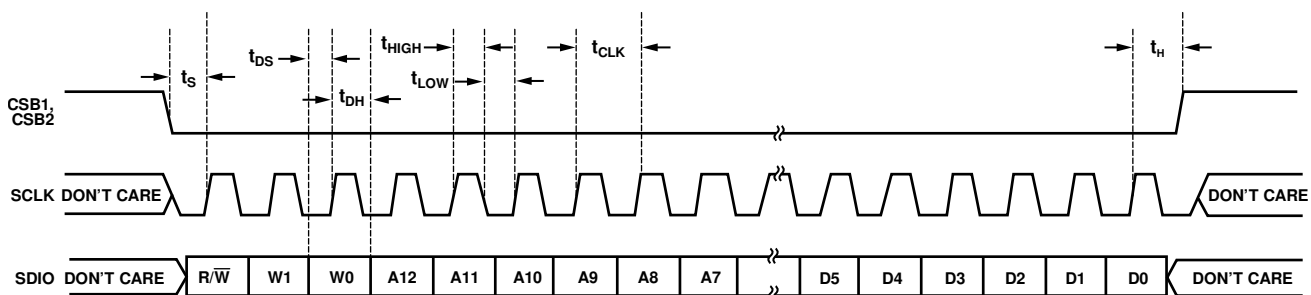 tDS
tHIGH
tCLK
tH
tS
tDH
tLOW
CSB1,
CSB2
SCLK DON'T CARE
DON'T CARE
SDIO DON'T CARE R/W̅ W1 W0 A12 A11 A10 A9 A8 A7 D5 D4 D3 D2 D1 D0 DON'T CARE